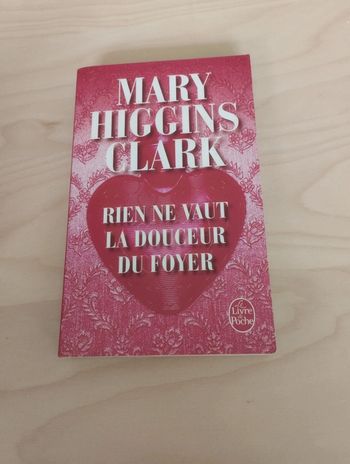 MARY
HIGGINS
CLARK
RIEN NE VAUT
LA DOUCEUR
DU FOYER
Le
Livre
de
Poche